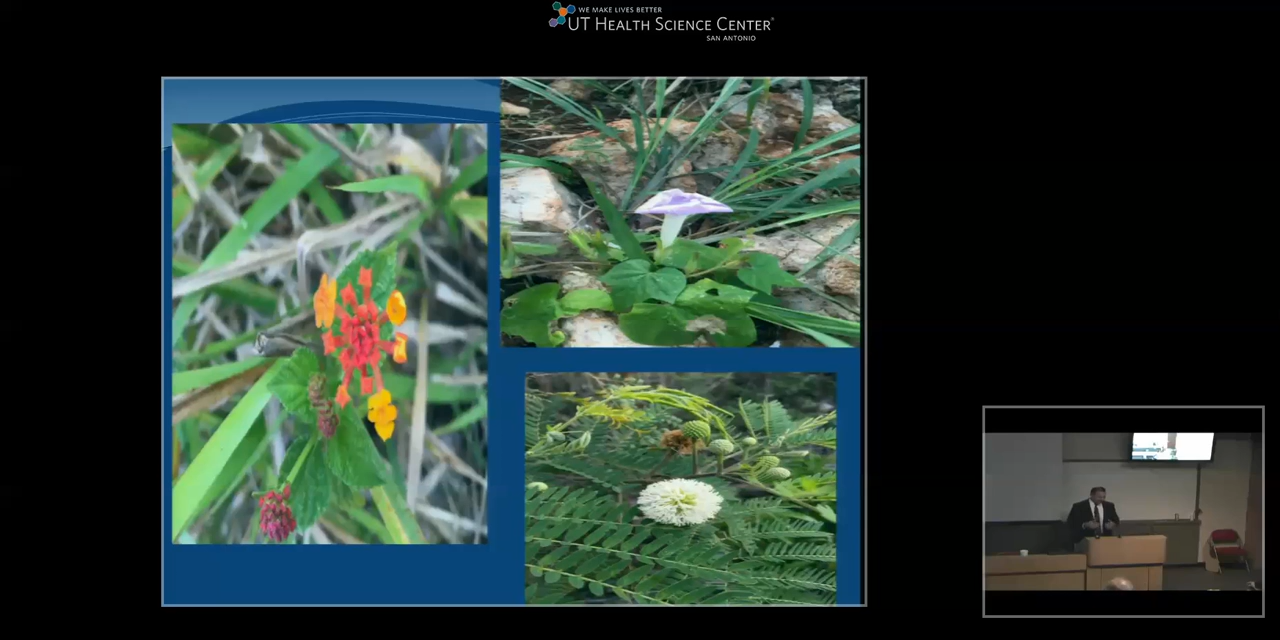 WE MAKE LIVES BETTER
UT HEALTH SCIENCE CENTER®
SAN ANTONIO